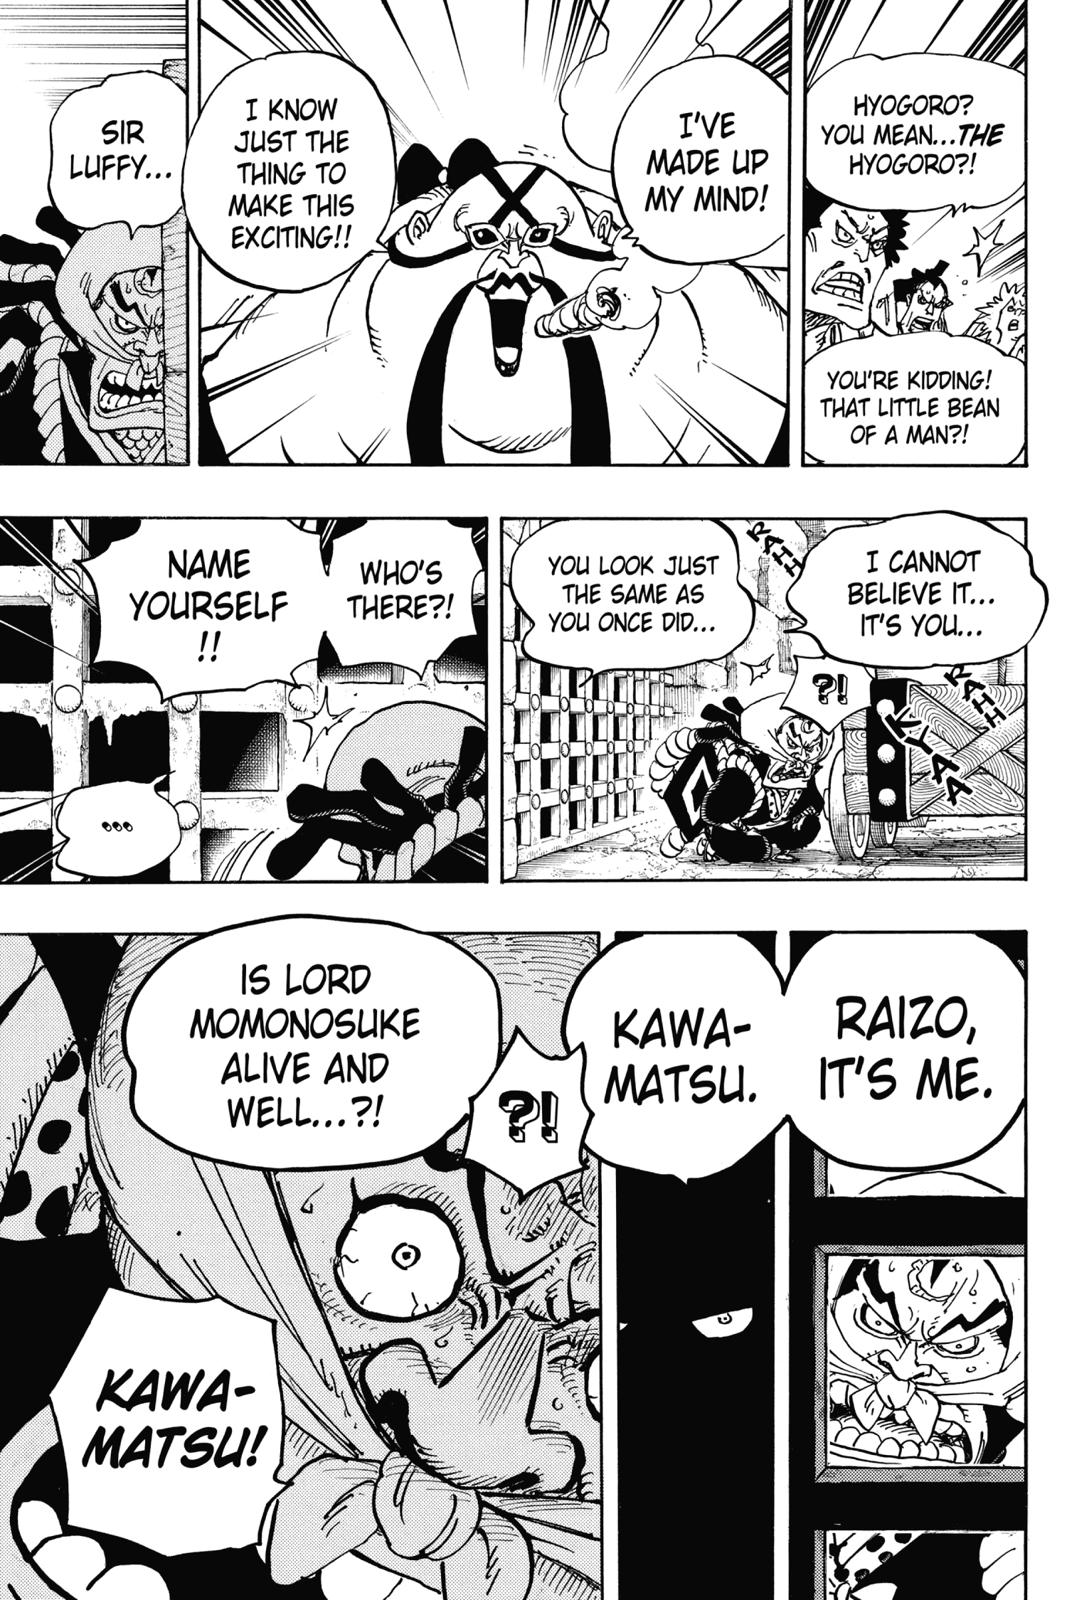 HYOGORO?
YOU MEAN...THE
HYOGORO?!
YOU'RE KIDDING!
THAT LITTLE BEAN
OF A MAN?!
I'VE
MADE UP
MY MIND!
I KNOW
JUST THE
THING TO
MAKE THIS
EXCITING!!
SIR
LUFFY...
I CANNOT
BELIEVE IT...
IT'S YOU...
RAHH
RAHH
KYAA
?!
YOU LOOK JUST
THE SAME AS
YOU ONCE DID...
WHO'S
THERE?!
NAME
YOURSELF
!!
...
RAIZO,
IT'S ME.
KAWA-
MATSU.
?!
IS LORD
MOMONOSUKE
ALIVE AND
WELL...?!
KAWA-
MATSU!